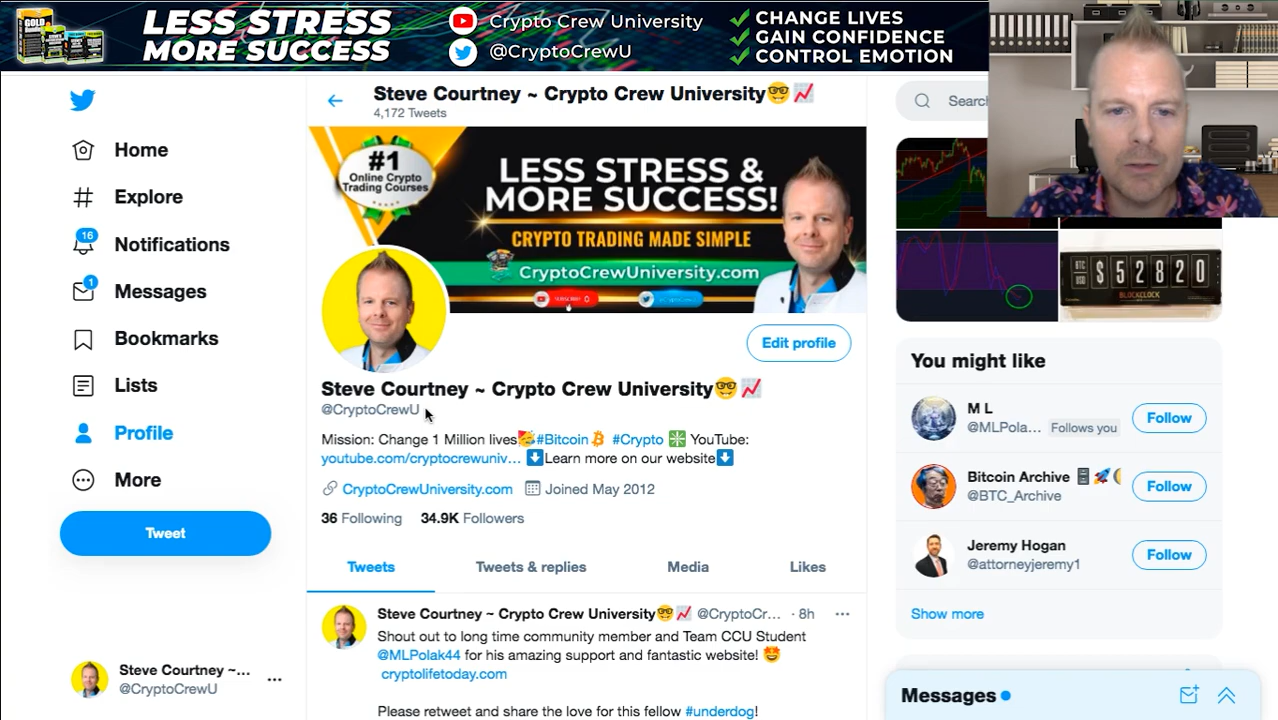 LESS STRESS
MORE SUCCESS
Crypto Crew University
@CryptoCrewU
CHANGE LIVES
GAIN CONFIDENCE
CONTROL EMOTION
Home
Explore
16
Notifications
1
Messages
Bookmarks
Lists
Profile
More
Tweet
Steve Courtney ~...
@CryptoCrewU
Steve Courtney ~ Crypto Crew University🤓📈
4,172 Tweets
#1
Online Crypto
Trading Courses
LESS STRESS &
MORE SUCCESS!
CRYPTO TRADING MADE SIMPLE
CryptoCrewUniversity.com
SUBSCRIBE
Edit profile
Steve Courtney ~ Crypto Crew University🤓📈
@CryptoCrewU
Mission: Change 1 Million lives🥳#Bitcoin #Crypto ❇️ YouTube:
youtube.com/cryptocrewuniv... ⬇️Learn more on our website⬇️
CryptoCrewUniversity.com Joined May 2012
36 Following 34.9K Followers
Tweets Tweets & replies Media Likes
Steve Courtney ~ Crypto Crew University🤓📈 @CryptoCr... · 8h
Shout out to long time community member and Team CCU Student
@MLPolak44 for his amazing support and fantastic website! 🤩
cryptolifetoday.com
Please retweet and share the love for this fellow #underdog!
Searc
BTC
USD
$52820
BLOCKCLOCK
You might like
M L
@MLPola... Follows you
Follow
Bitcoin Archive
@BTC_Archive
Follow
Jeremy Hogan
@attorneyjeremy1
Follow
Show more
Messages